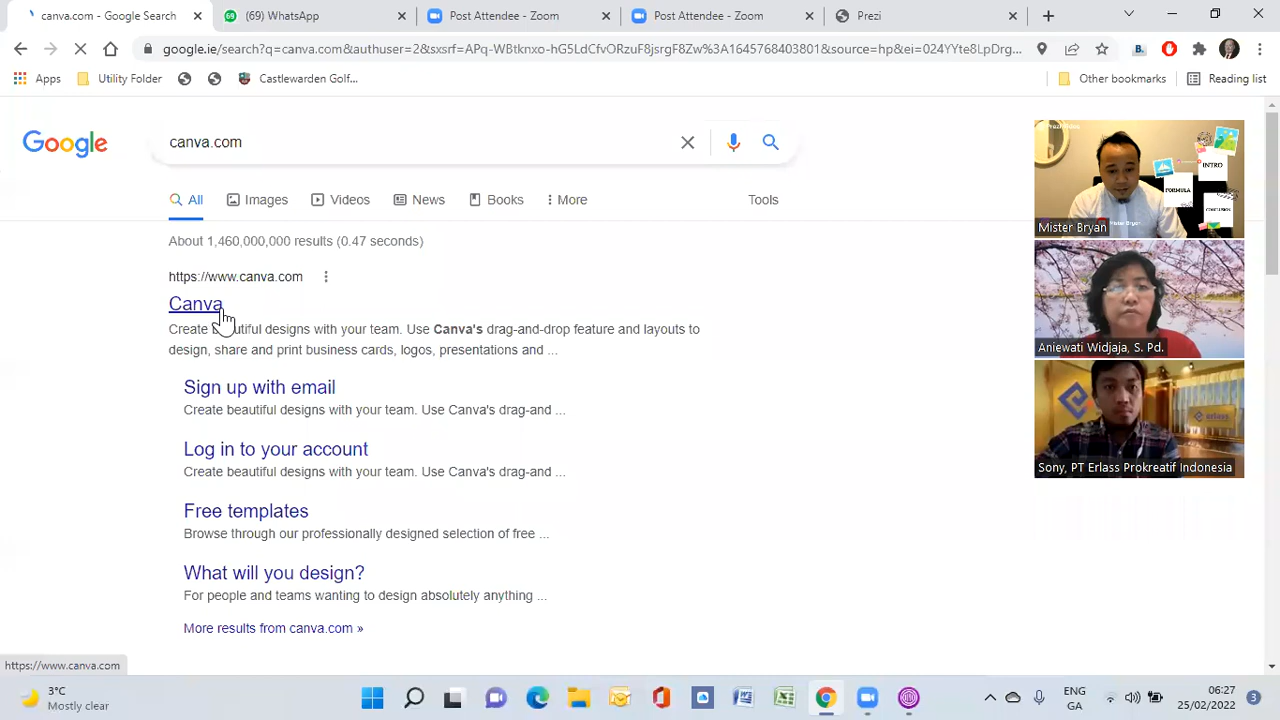 canva.com - Google Search
(69) WhatsApp
Post Attendee - Zoom
Post Attendee - Zoom
Prezi
google.ie/search?q=canva.com&authuser=2&sxsrf=APq-WBtknxo-hG5LdCfvORzuF8jsrgF8Zw%3A1645768403801&source=hp&ei=024YYte8LpDrg...
Apps
Utility Folder
Castlewarden Golf...
Other bookmarks
Reading list
Google
canva.com
All
Images
Videos
News
Books
More
Tools
About 1,460,000,000 results (0.47 seconds)
https://www.canva.com
Canva
Create beautiful designs with your team. Use Canva's drag-and-drop feature and layouts to
design, share and print business cards, logos, presentations and ...
Sign up with email
Create beautiful designs with your team. Use Canva's drag-and ...
Log in to your account
Create beautiful designs with your team. Use Canva's drag-and ...
Free templates
Browse through our professionally designed selection of free ...
What will you design?
For people and teams wanting to design absolutely anything ...
More results from canva.com »
INTRO
FORMULA
CONCLUSION
Mister Bryan
Mister Bryan
Aniewati Widjaja, S. Pd.
erlass
Sony, PT Erlass Prokreatif Indonesia
https://www.canva.com
3°C
Mostly clear
ENG
GA
06:27
25/02/2022
3